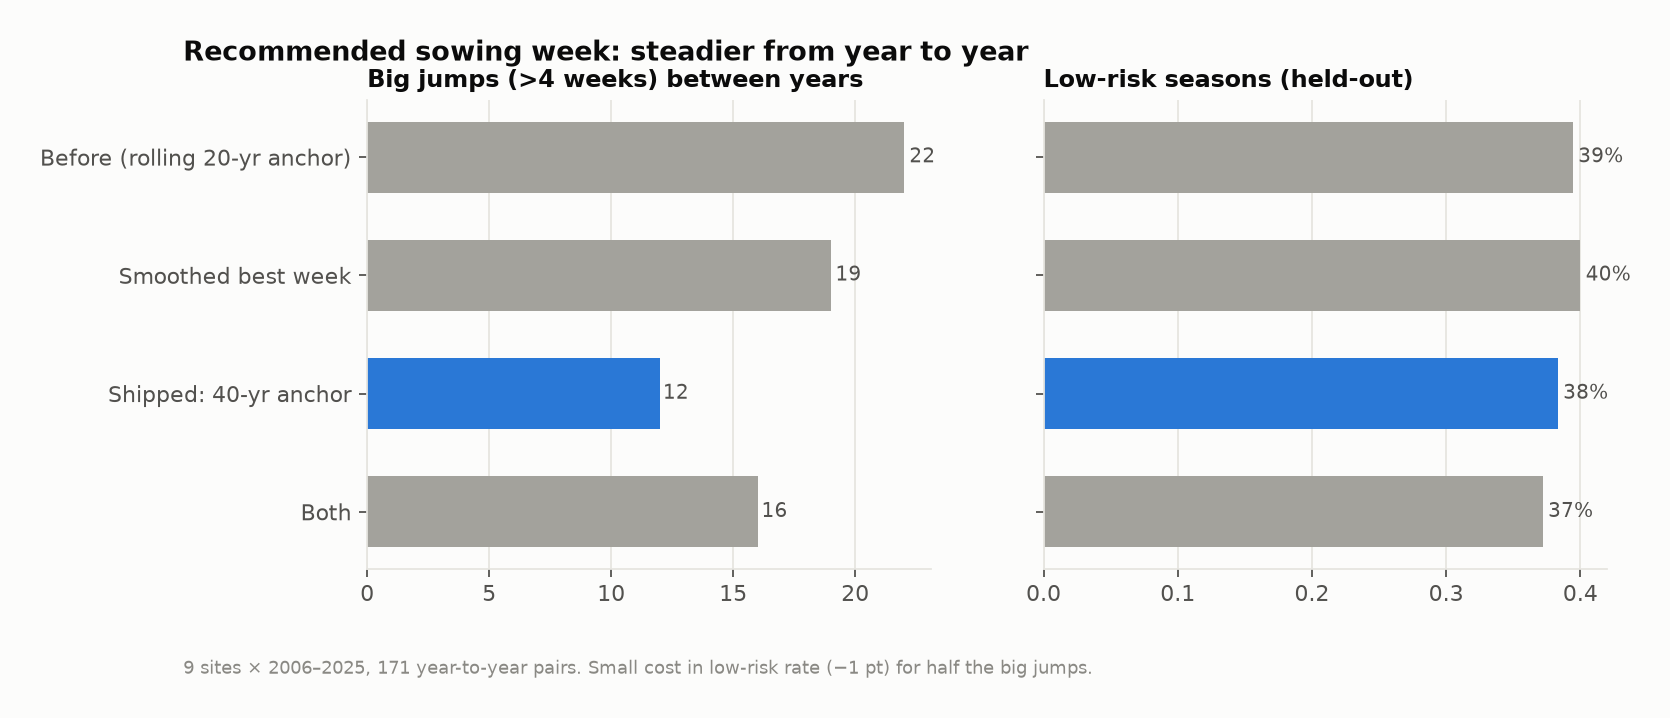 Recommended sowing week: steadier from year to year
Big jumps (>4 weeks) between years
Before (rolling 20-yr anchor)
22
Smoothed best week
19
Shipped: 40-yr anchor
12
Both
16
0 5 10 15 20
Low-risk seasons (held-out)
39%
40%
38%
37%
0.0 0.1 0.2 0.3 0.4
9 sites × 2006–2025, 171 year-to-year pairs. Small cost in low-risk rate (−1 pt) for half the big jumps.